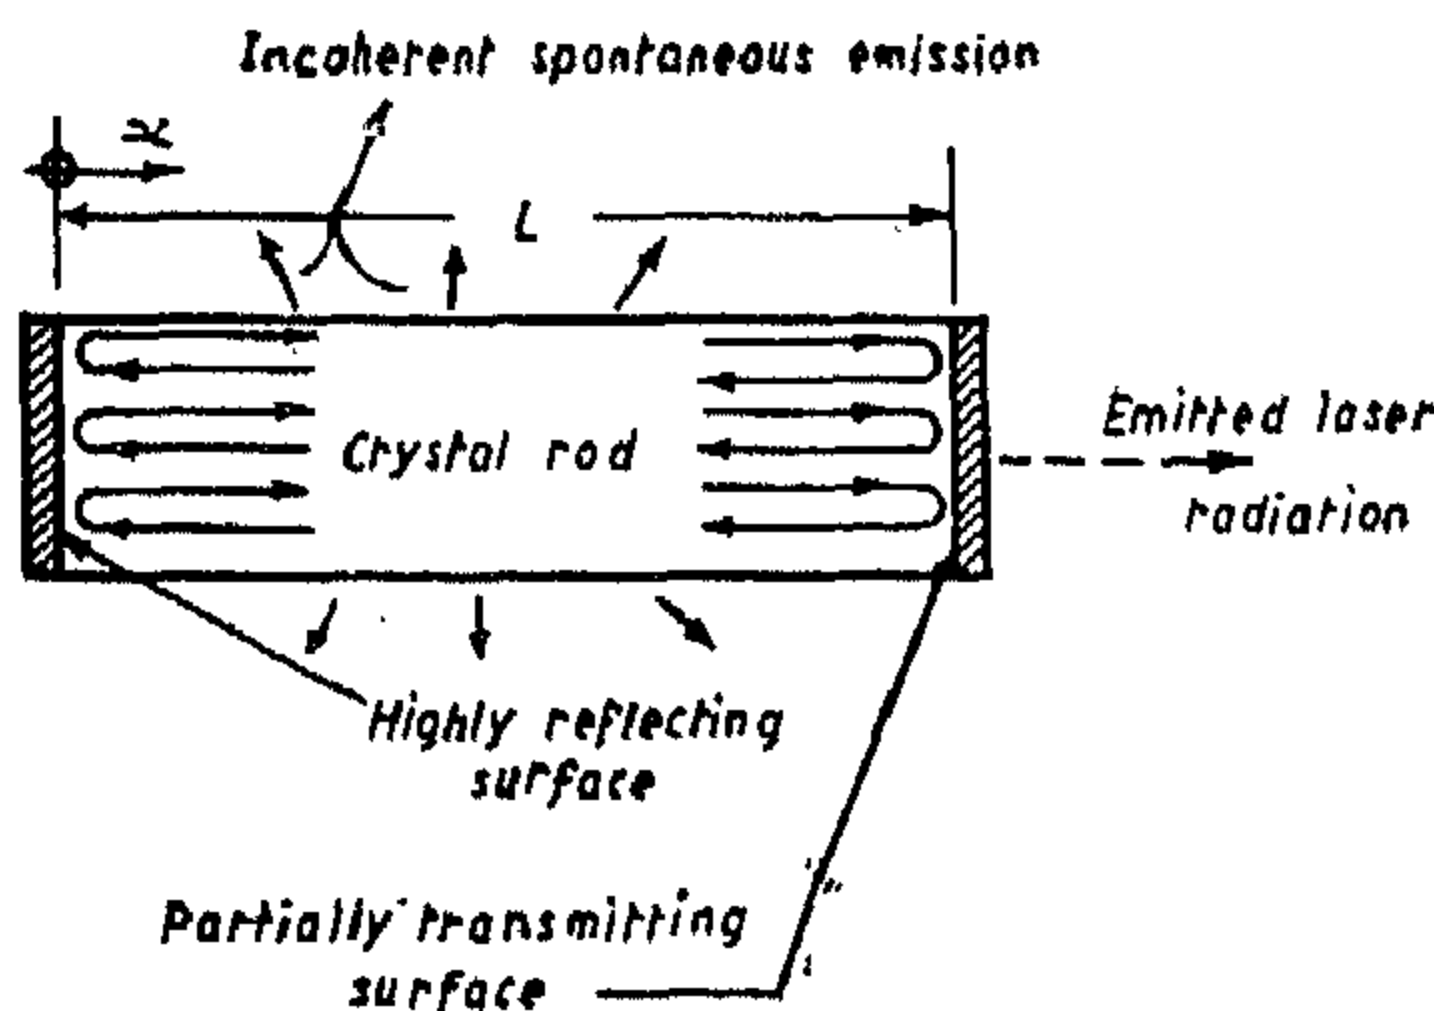 Incoherent spontaneous emission
x
L
Crystal rod
Emitted laser
radiation
Highly reflecting
surface
Partially transmitting
surface